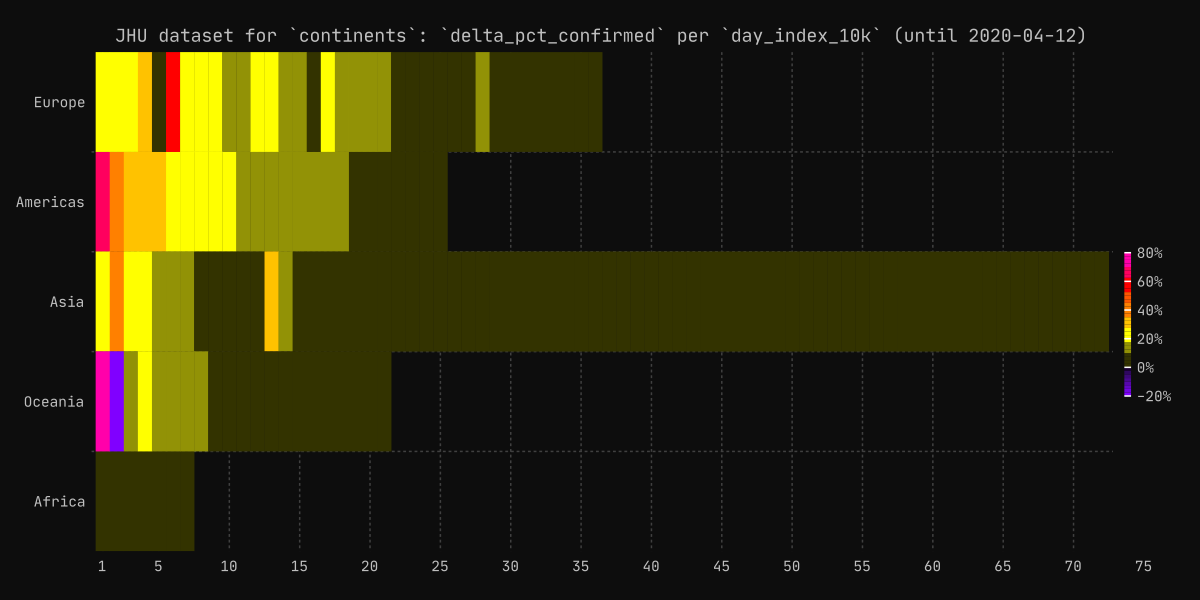 JHU dataset for `continents`: `delta_pct_confirmed` per `day_index_10k` (until 2020-04-12)
Europe
Americas
Asia
Oceania
Africa
80%
60%
40%
20%
0%
-20%
1 5 10 15 20 25 30 35 40 45 50 55 60 65 70 75